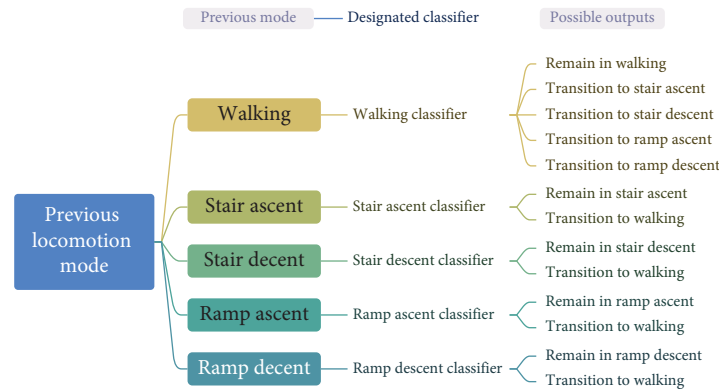 Previous mode Designated classifier Possible outputs
Previous
locomotion
mode
Walking Walking classifier
Remain in walking
Transition to stair ascent
Transition to stair descent
Transition to ramp ascent
Transition to ramp descent
Stair ascent Stair ascent classifier
Remain in stair ascent
Transition to walking
Stair decent Stair descent classifier
Remain in stair descent
Transition to walking
Ramp ascent Ramp ascent classifier
Remain in ramp ascent
Transition to walking
Ramp decent Ramp descent classifier
Remain in ramp descent
Transition to walking